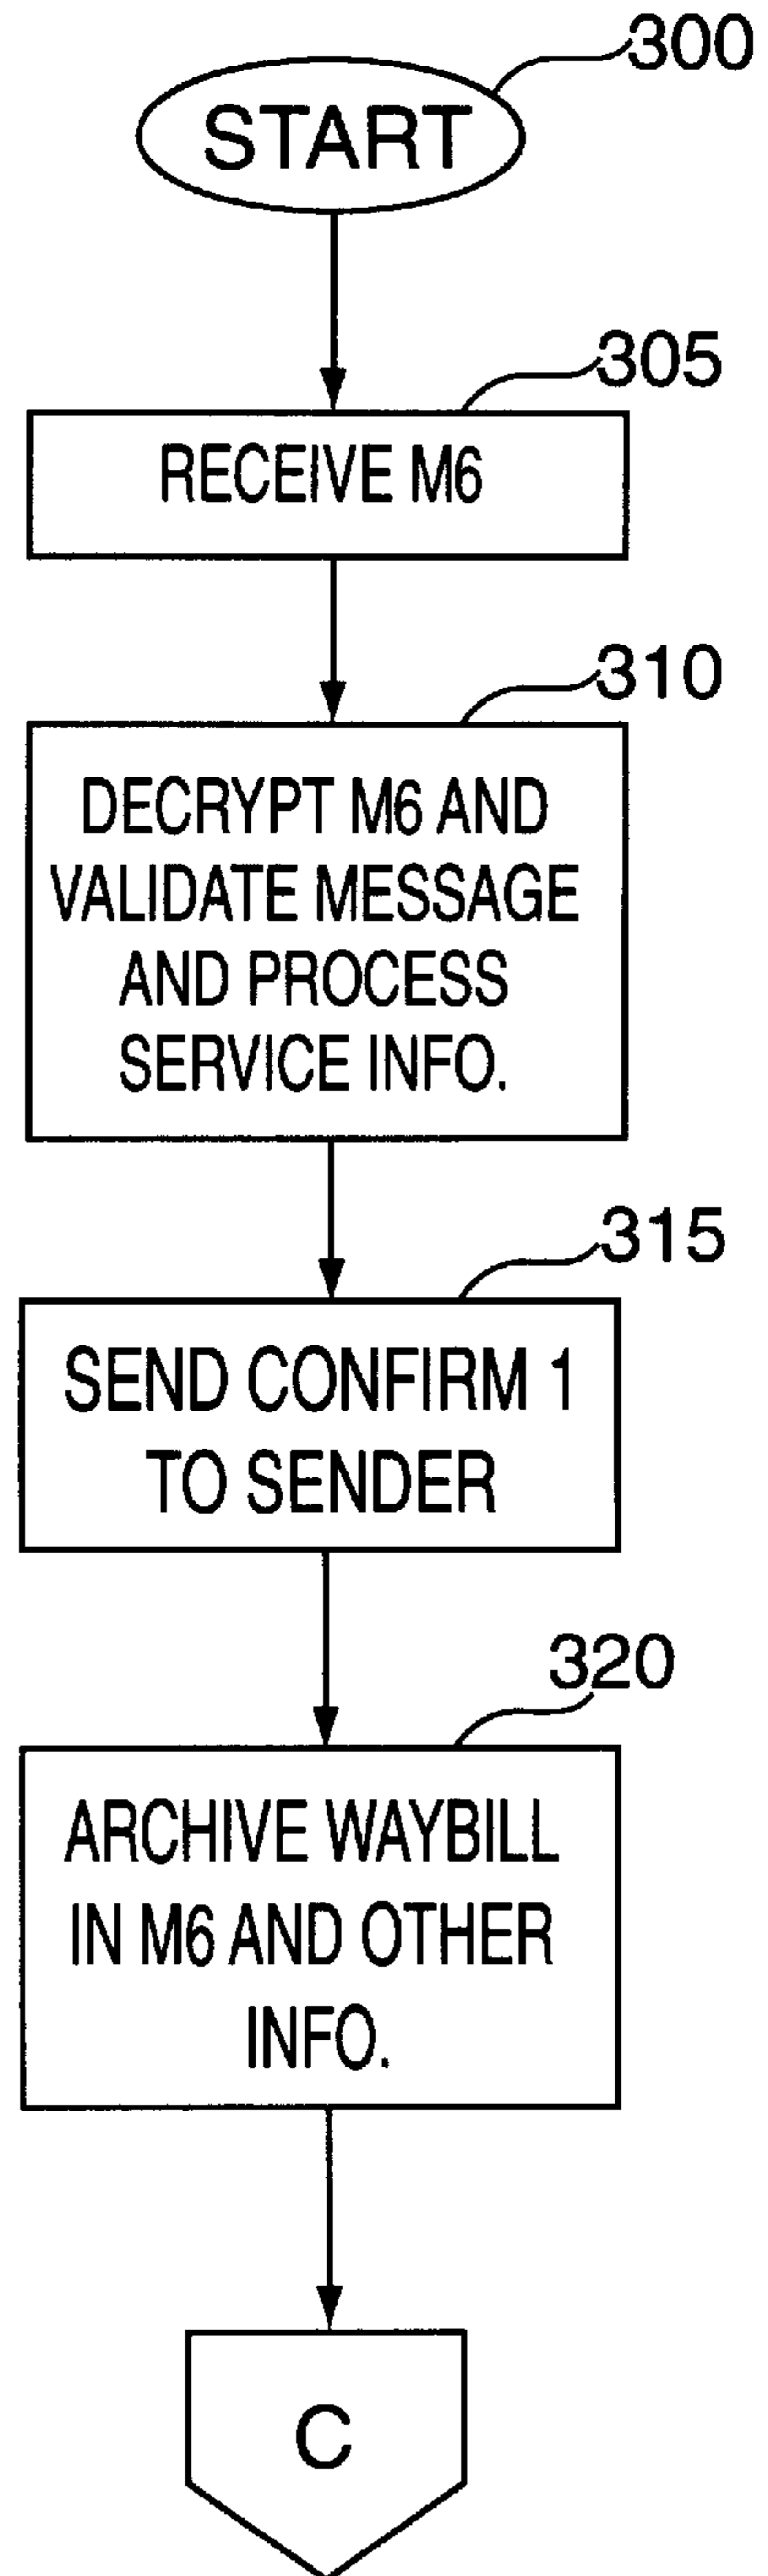 300
START
305
RECEIVE M6
310
DECRYPT M6 AND
VALIDATE MESSAGE
AND PROCESS
SERVICE INFO.
315
SEND CONFIRM 1
TO SENDER
320
ARCHIVE WAYBILL
IN M6 AND OTHER
INFO.
C